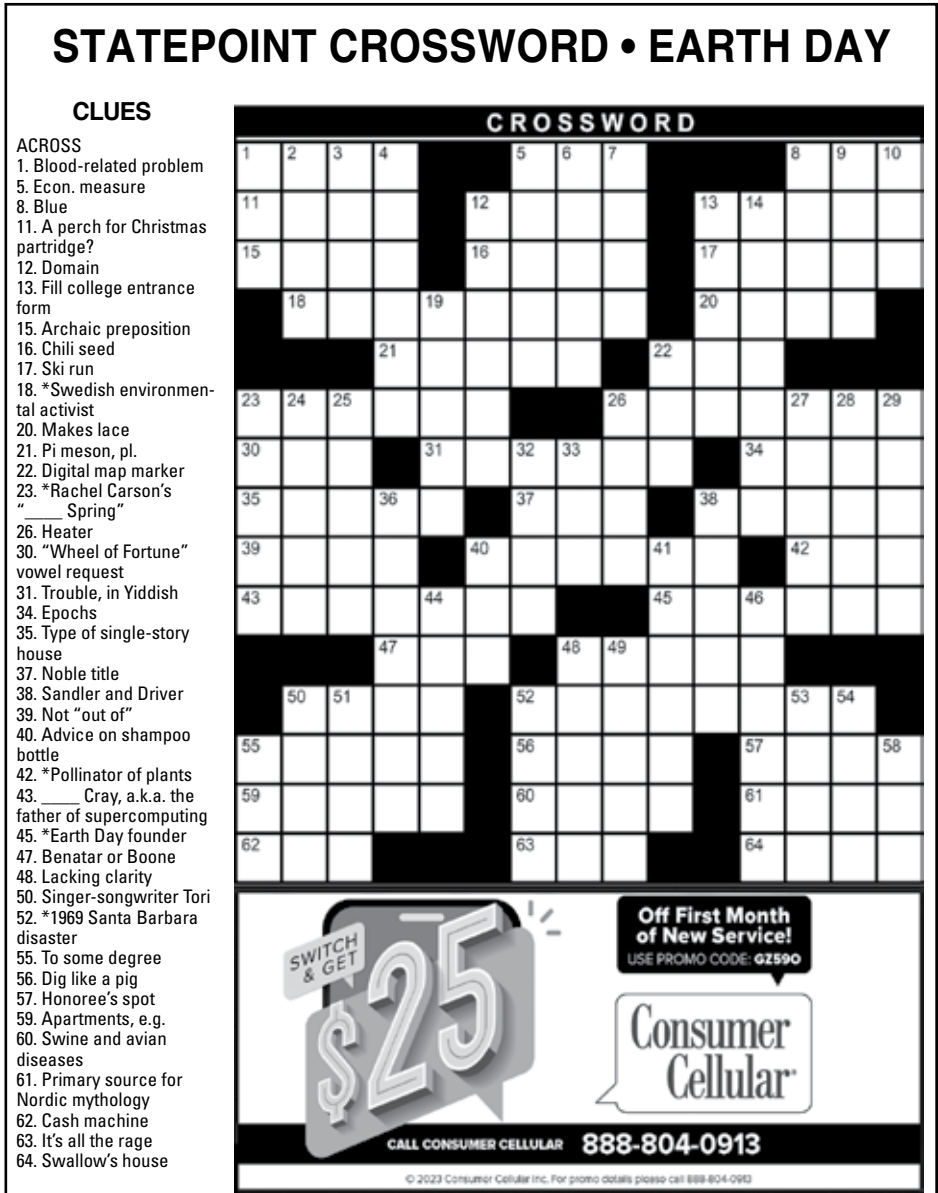 STATEPOINT CROSSWORD • EARTH DAY
CLUES
ACROSS
1. Blood-related problem
5. Econ. measure
8. Blue
11. A perch for Christmas
partridge?
12. Domain
13. Fill college entrance
form
15. Archaic preposition
16. Chili seed
17. Ski run
18. *Swedish environmen-
tal activist
20. Makes lace
21. Pi meson, pl.
22. Digital map marker
23. *Rachel Carson's
“____ Spring”
26. Heater
30. “Wheel of Fortune”
vowel request
31. Trouble, in Yiddish
34. Epochs
35. Type of single-story
house
37. Noble title
38. Sandler and Driver
39. Not “out of”
40. Advice on shampoo
bottle
42. *Pollinator of plants
43. ____ Cray, a.k.a. the
father of supercomputing
45. *Earth Day founder
47. Benatar or Boone
48. Lacking clarity
50. Singer-songwriter Tori
52. *1969 Santa Barbara
disaster
55. To some degree
56. Dig like a pig
57. Honoree's spot
59. Apartments, e.g.
60. Swine and avian
diseases
61. Primary source for
Nordic mythology
62. Cash machine
63. It's all the rage
64. Swallow's house
CROSSWORD
1 2 3 4 5 6 7 8 9 10
11 12 13 14
15 16 17
18 19 20
21 22
23 24 25 26 27 28 29
30 31 32 33 34
35 36 37 38
39 40 41 42
43 44 45 46
47 48 49
50 51 52 53 54
55 56 57 58
59 60 61
62 63 64
SWITCH
& GET
$25
Off First Month
of New Service!
USE PROMO CODE: GZ590
Consumer
Cellular
CALL CONSUMER CELLULAR 888-804-0913
© 2023 Consumer Cellular Inc. For promo details please call 888-804-0913